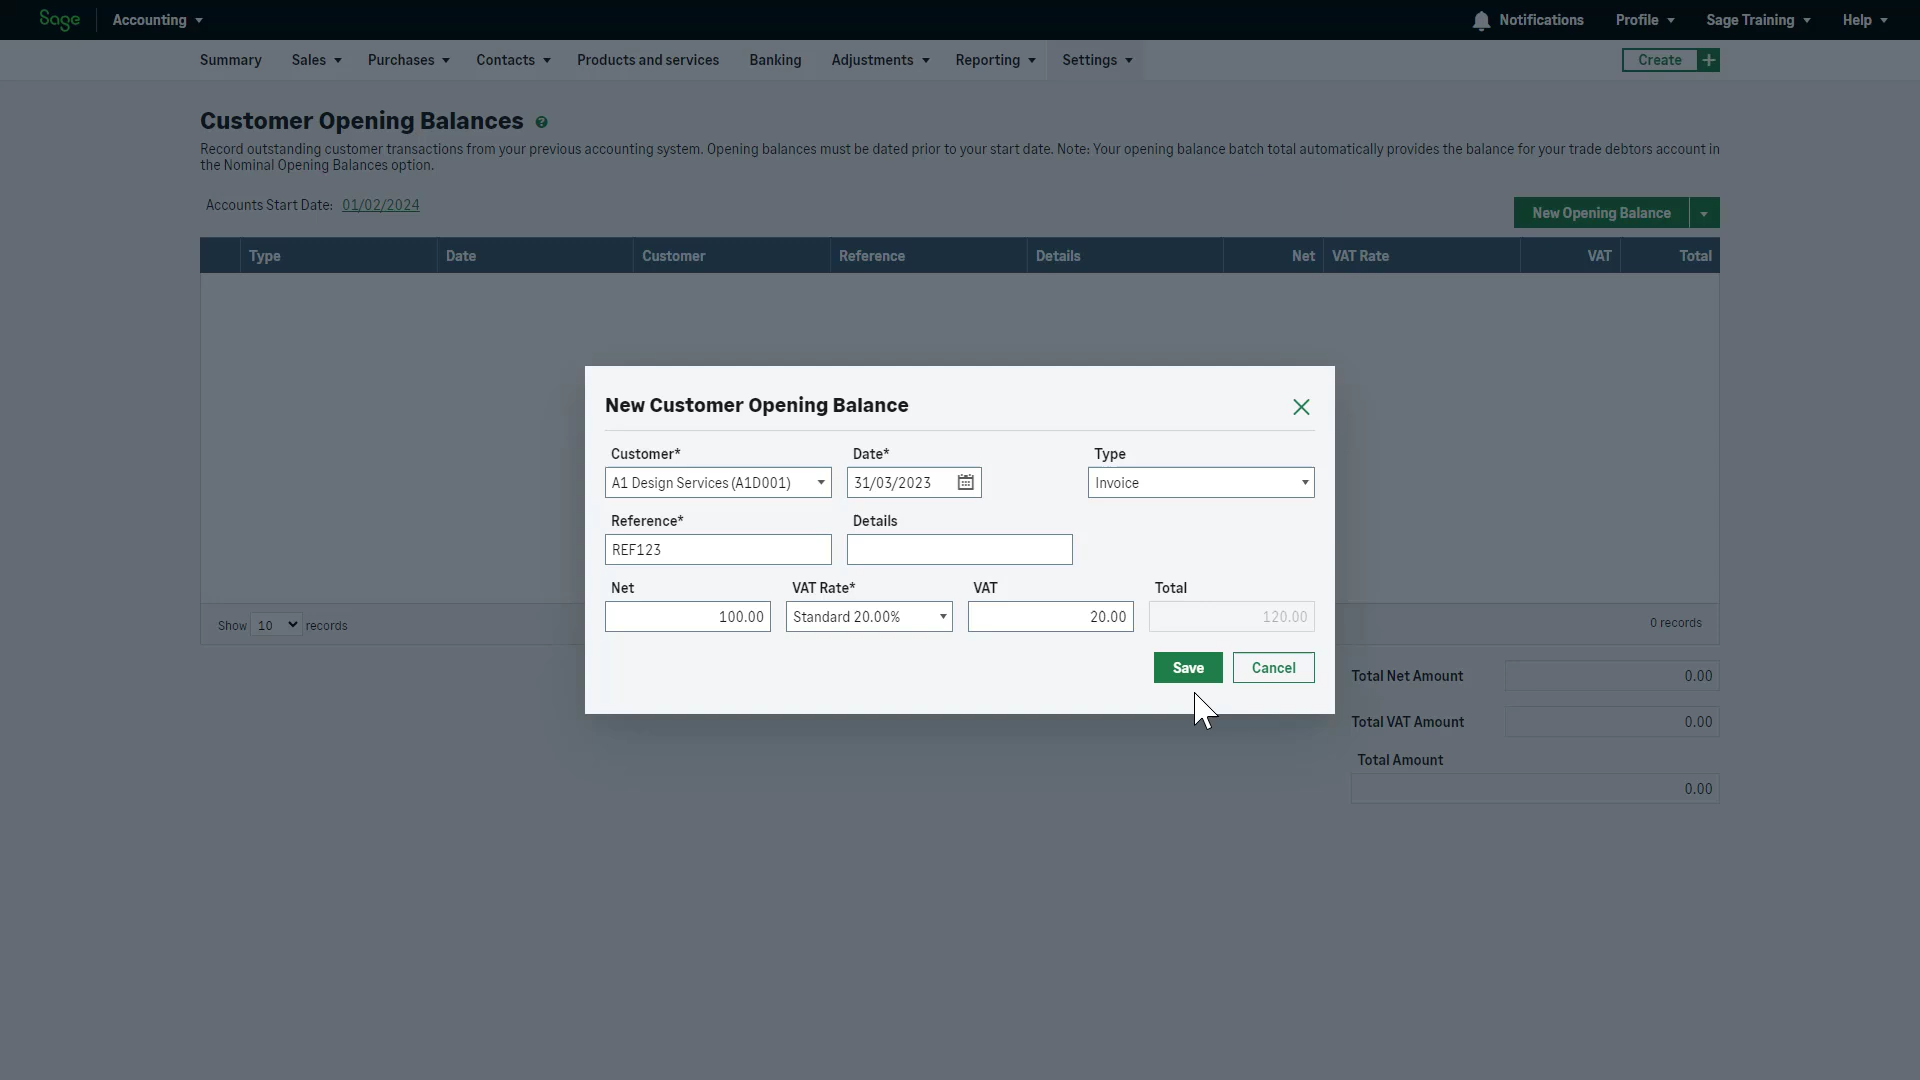 Sage
Accounting
Notifications
Profile
Sage Training
Help
Summary
Sales
Purchases
Contacts
Products and services
Banking
Adjustments
Reporting
Settings
Create +
Customer Opening Balances ?
Record outstanding customer transactions from your previous accounting system. Opening balances must be dated prior to your start date. Note: Your opening balance batch total automatically provides the balance for your trade debtors account in
the Nominal Opening Balances option.
Accounts Start Date: 01/02/2024
New Opening Balance
Type Date Customer Reference Details Net VAT Rate VAT Total
New Customer Opening Balance
Customer* Date* Type
A1 Design Services (A1D001) 31/03/2023 Invoice
Reference* Details
REF123
Net VAT Rate* VAT Total
100.00 Standard 20.00% 20.00 120.00
Save Cancel
Show 10 records
0 records
Total Net Amount 0.00
Total VAT Amount 0.00
Total Amount
0.00